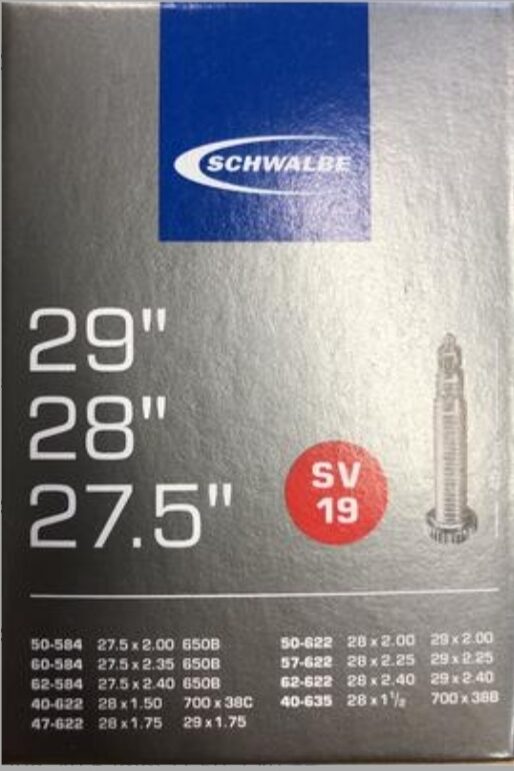 SCHWALBE
29"
28"
27.5"
SV
19
50-584 27.5 x 2.00 650B
60-584 27.5 x 2.35 650B
62-584 27.5 x 2.40 650B
40-622 28 x 1.50 700 x 38C
47-622 28 x 1.75 29 x 1.75
50-622 28 x 2.00 29 x 2.00
57-622 28 x 2.25 29 x 2.25
62-622 28 x 2.40 29 x 2.40
40-635 28 x 1 1/2 700 x 38B